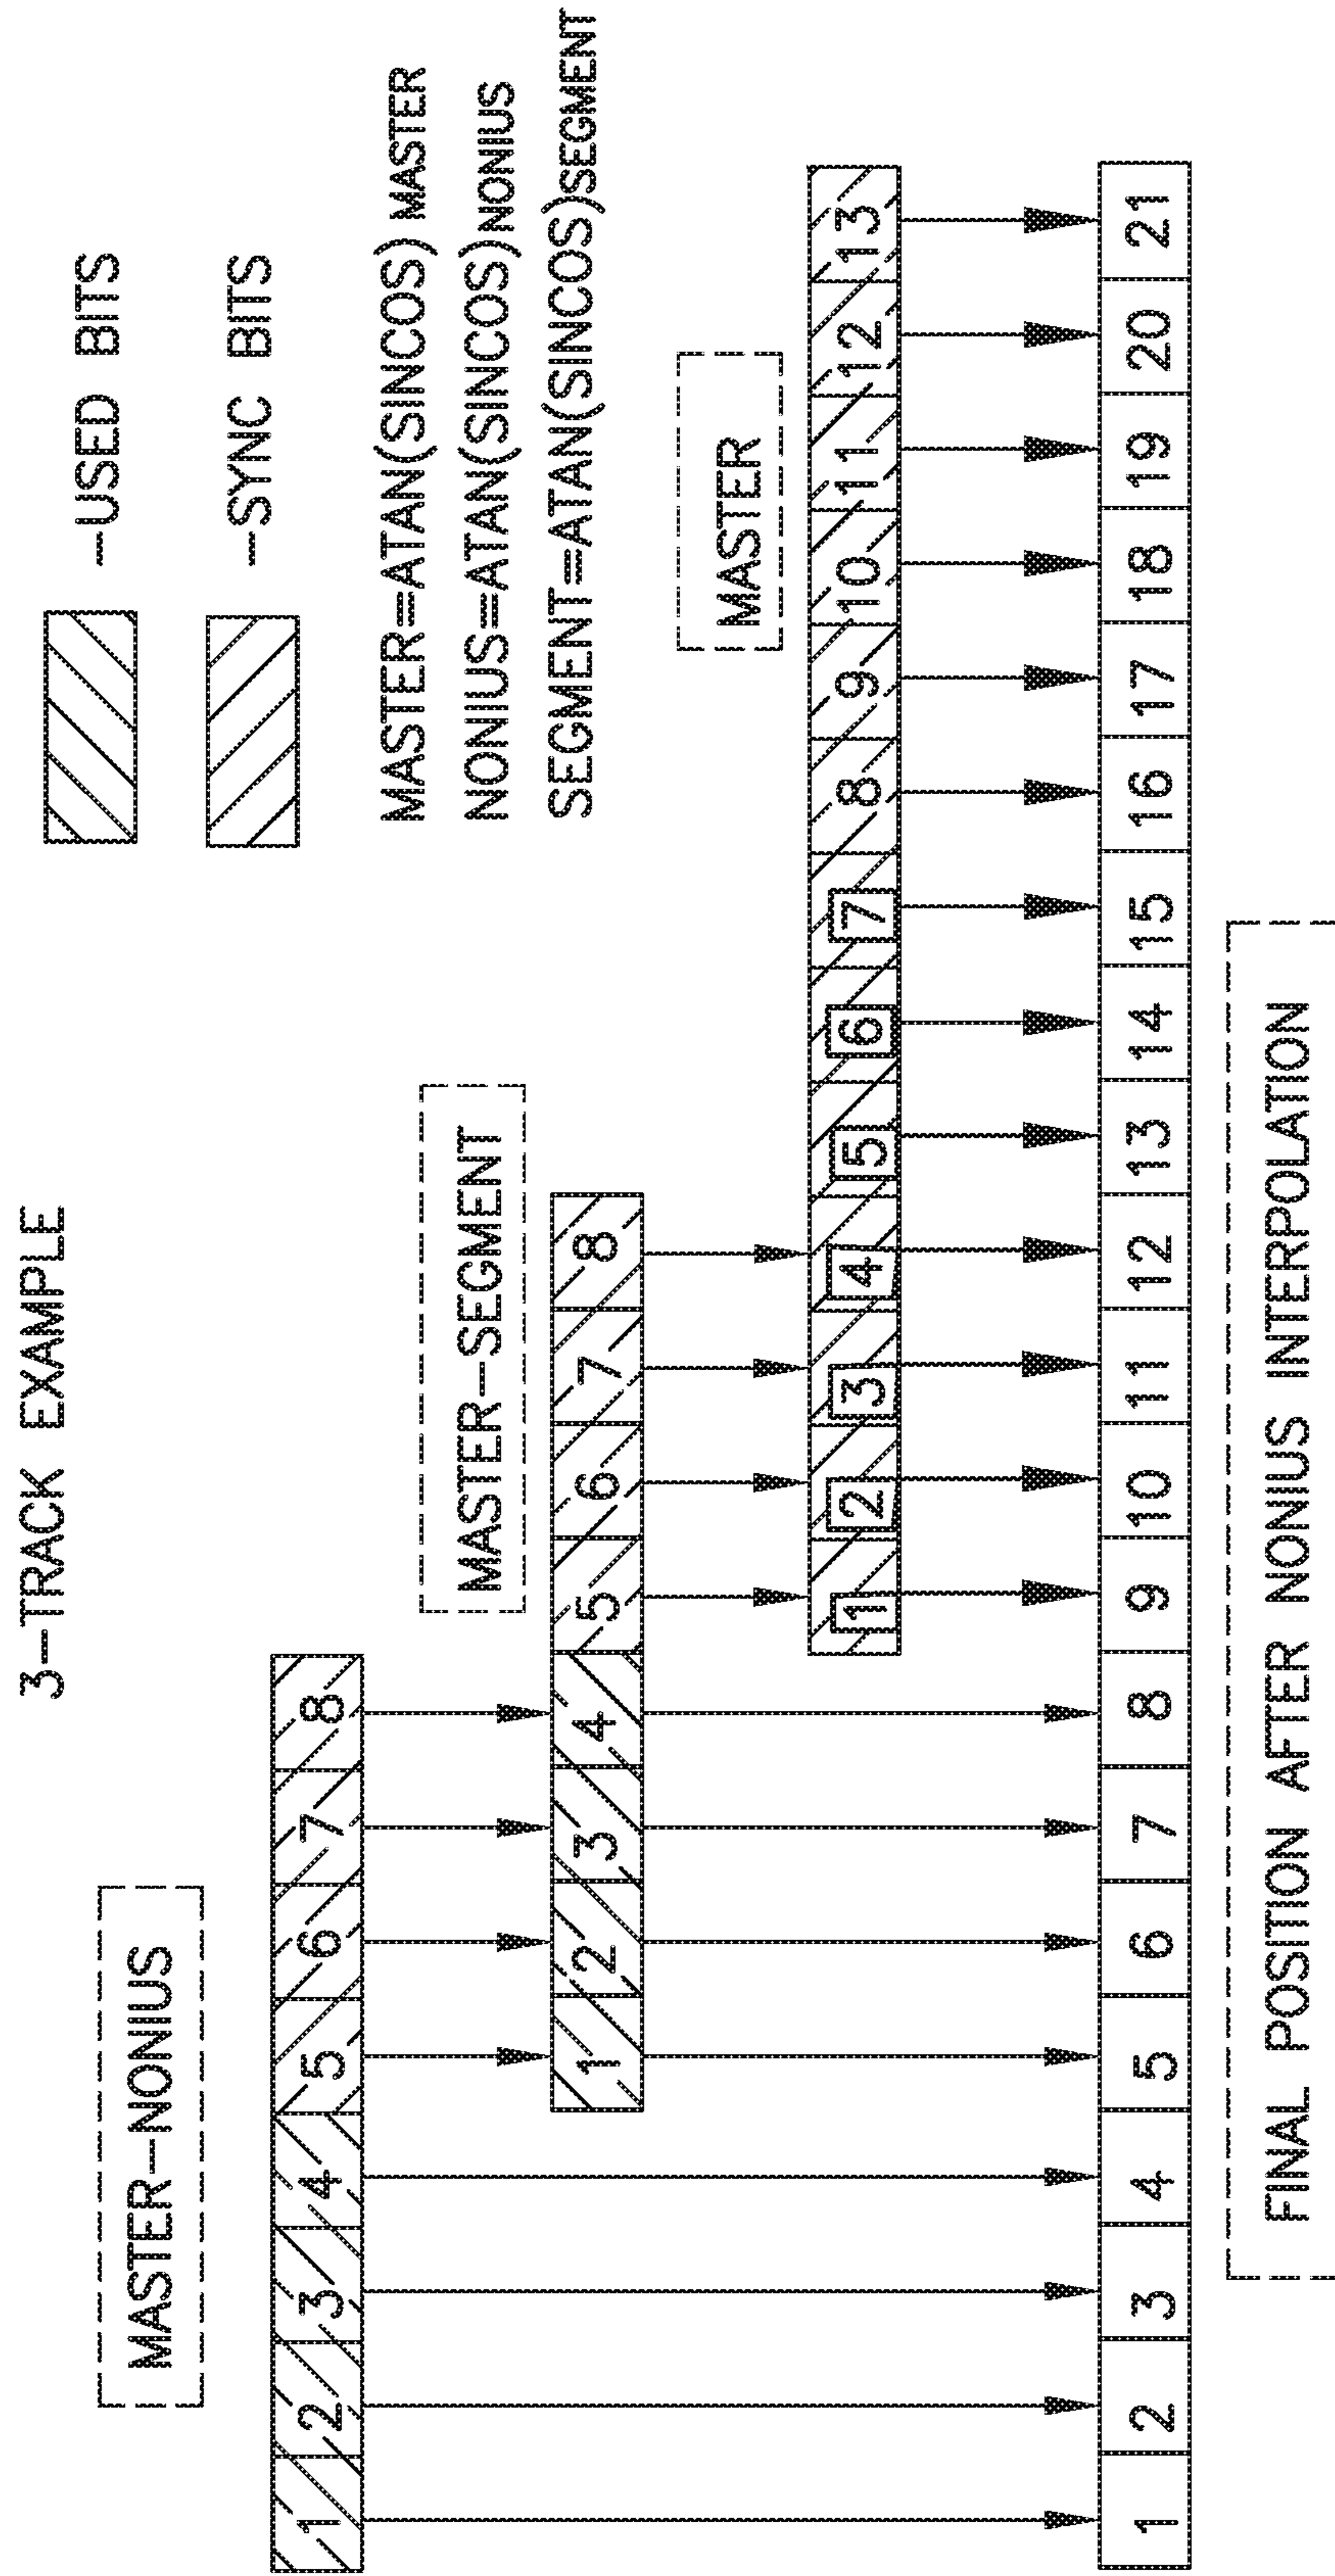 3-TRACK EXAMPLE
-USED BITS
-SYNC BITS
MASTER=ATAN(SINCOS)MASTER
NONIUS=ATAN(SINCOS)NONIUS
SEGMENT=ATAN(SINCOS)SEGMENT
MASTER-NONIUS
1 2 3 4 5 6 7 8
MASTER-SEGMENT
1 2 3 4 5 6 7 8
MASTER
1 2 3 4 5 6 7 8 9 10 11 12 13
1 2 3 4 5 6 7 8 9 10 11 12 13 14 15 16 17 18 19 20 21
FINAL POSITION AFTER NONIUS INTERPOLATION